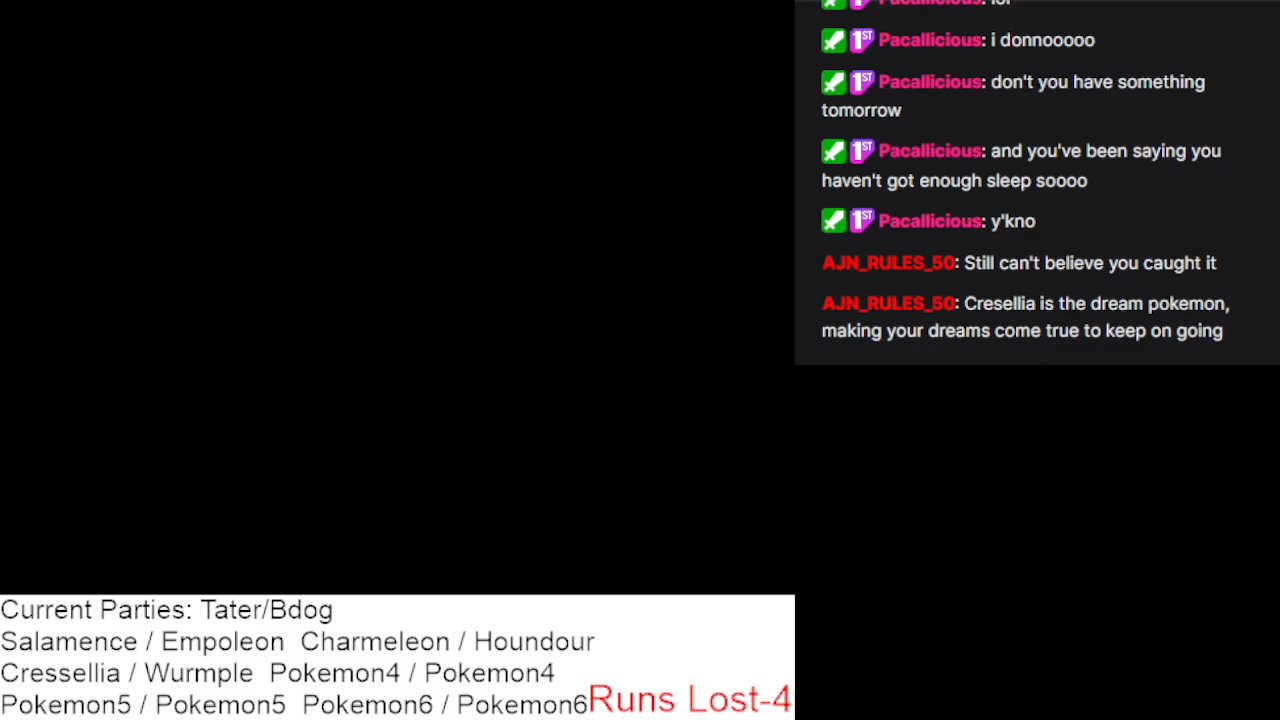 Pacallicious: lol
Pacallicious: i donnooooo
Pacallicious: don't you have something
tomorrow
Pacallicious: and you've been saying you
haven't got enough sleep soooo
Pacallicious: y'kno
AJN_RULES_50: Still can't believe you caught it
AJN_RULES_50: Cresellia is the dream pokemon,
making your dreams come true to keep on going
Current Parties: Tater/Bdog
Salamence / Empoleon  Charmeleon / Houndour
Cressellia / Wurmple  Pokemon4 / Pokemon4
Pokemon5 / Pokemon5  Pokemon6 / Pokemon6
Runs Lost-4